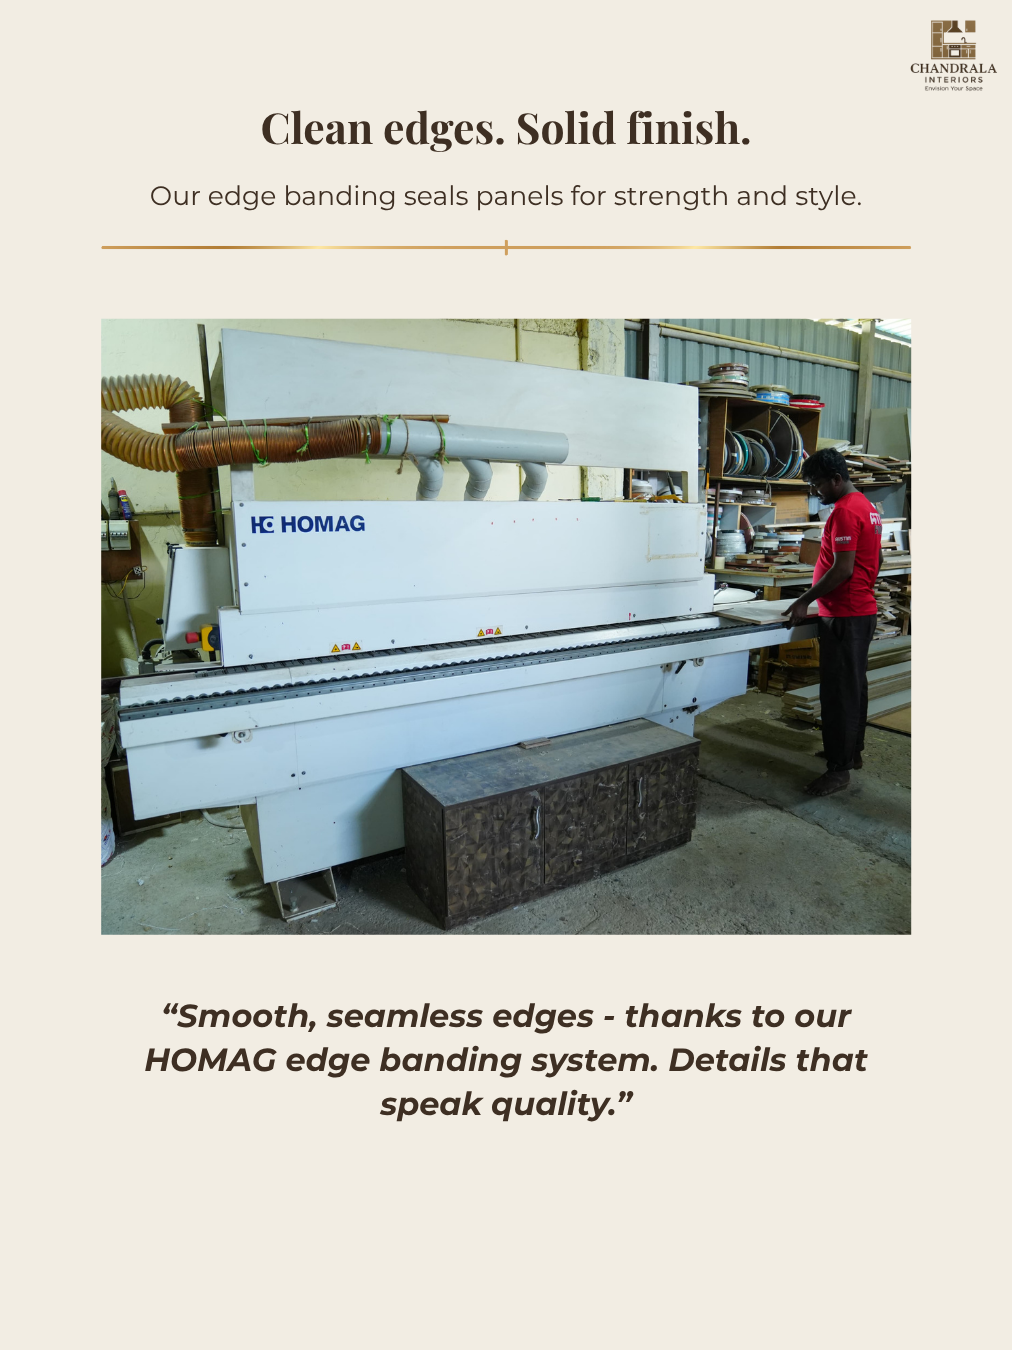 CHANDRALA
INTERIORS
Envision Your Space
Clean edges. Solid finish.
Our edge banding seals panels for strength and style.
HOMAG
“Smooth, seamless edges - thanks to our
HOMAG edge banding system. Details that
speak quality.”